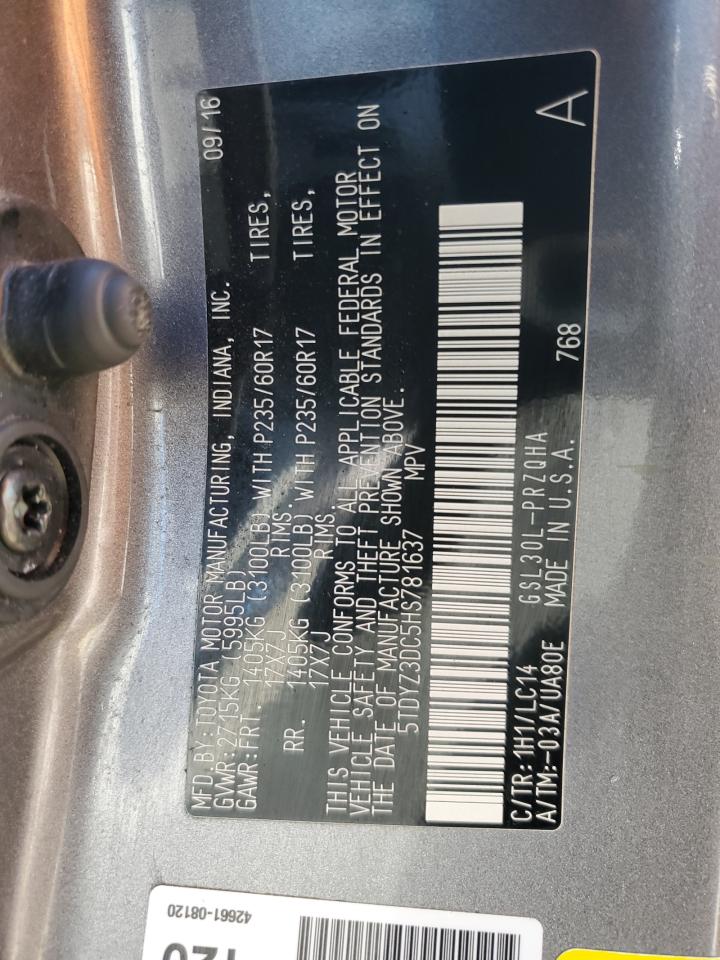 MFD. BY:TOYOTA MOTOR MANUFACTURING, INDIANA, INC. 09/16
GVWR:2715KG (5995LB)
GAWR:FRT. 1405KG (3100LB) WITH P235/60R17 TIRES,
17X7J RIMS.
RR. 1405KG (3100LB) WITH P235/60R17 TIRES,
17X7J RIMS.
THIS VEHICLE CONFORMS TO ALL APPLICABLE FEDERAL MOTOR
VEHICLE SAFETY AND THEFT PREVENTION STANDARDS IN EFFECT ON
THE DATE OF MANUFACTURE SHOWN ABOVE.
5TDYZ3DC5HS781637 MPV
C/TR:1H1/LC14 GSL30L-PRZQHA 768 A
A/TM:-03A/UA80E MADE IN U.S.A.
42661-08120